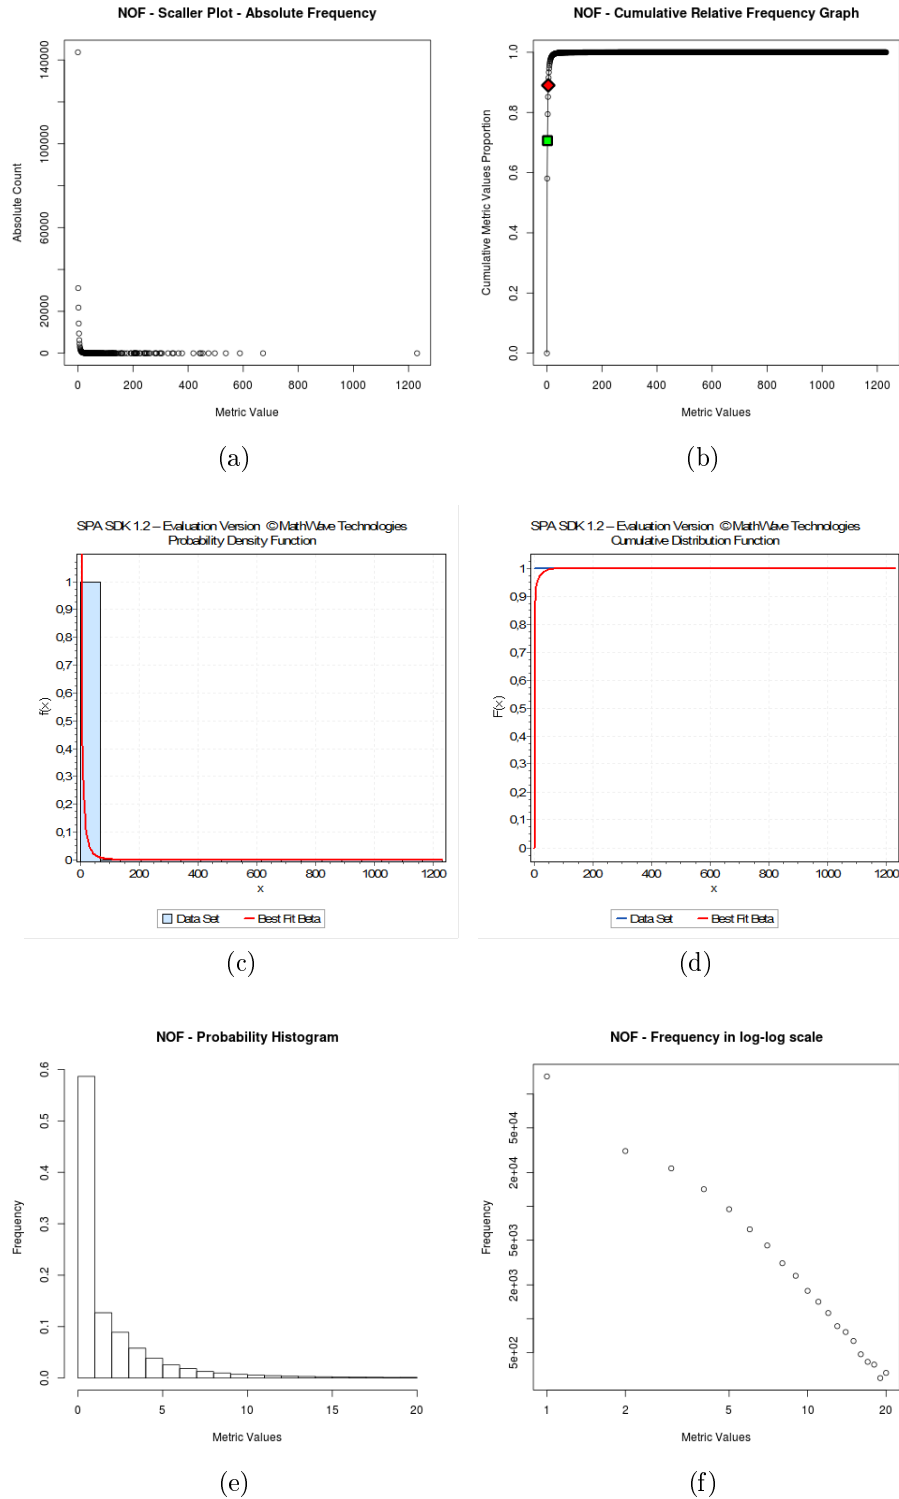 NOF - Scaller Plot - Absolute Frequency
Absolute Count
0 20000 60000 100000 140000
0 200 400 600 800 1000 1200
Metric Value
(a)
NOF - Cumulative Relative Frequency Graph
Cumulative Metric Values Proportion
0.0 0.2 0.4 0.6 0.8 1.0
0 200 400 600 800 1000 1200
Metric Values
(b)
SPA SDK 1.2 – Evaluation Version © MathWave Technologies
Probability Density Function
f(x)
1
0,9
0,8
0,7
0,6
0,5
0,4
0,3
0,2
0,1
0
0 200 400 600 800 1000 1200
x
Data Set Best Fit Beta
(c)
SPA SDK 1.2 – Evaluation Version © MathWave Technologies
Cumulative Distribution Function
F(x)
1
0,9
0,8
0,7
0,6
0,5
0,4
0,3
0,2
0,1
0
0 200 400 600 800 1000 1200
x
Data Set Best Fit Beta
(d)
NOF - Probability Histogram
Frequency
0.0 0.1 0.2 0.3 0.4 0.5 0.6
0 5 10 15 20
Metric Values
(e)
NOF - Frequency in log-log scale
Frequency
5e+02 2e+03 5e+03 2e+04 5e+04
1 2 5 10 20
Metric Values
(f)